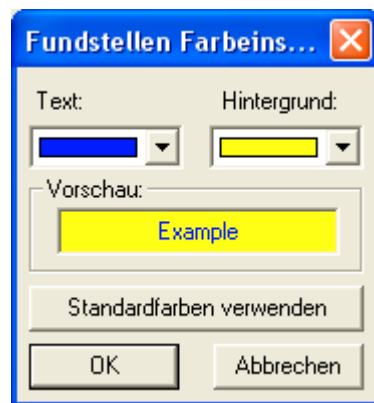 Fundstellen Farbeins...
Text: Hintergrund:
Vorschau:
Example
Standardfarben verwenden
OK Abbrechen